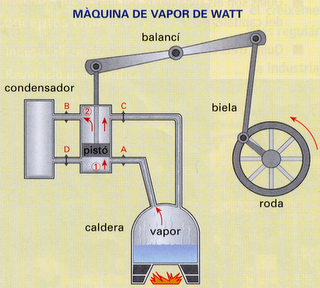 MÀQUINA DE VAPOR DE WATT
balancí
condensador
B
②
C
biela
pistó
D
①
A
roda
caldera
vapor